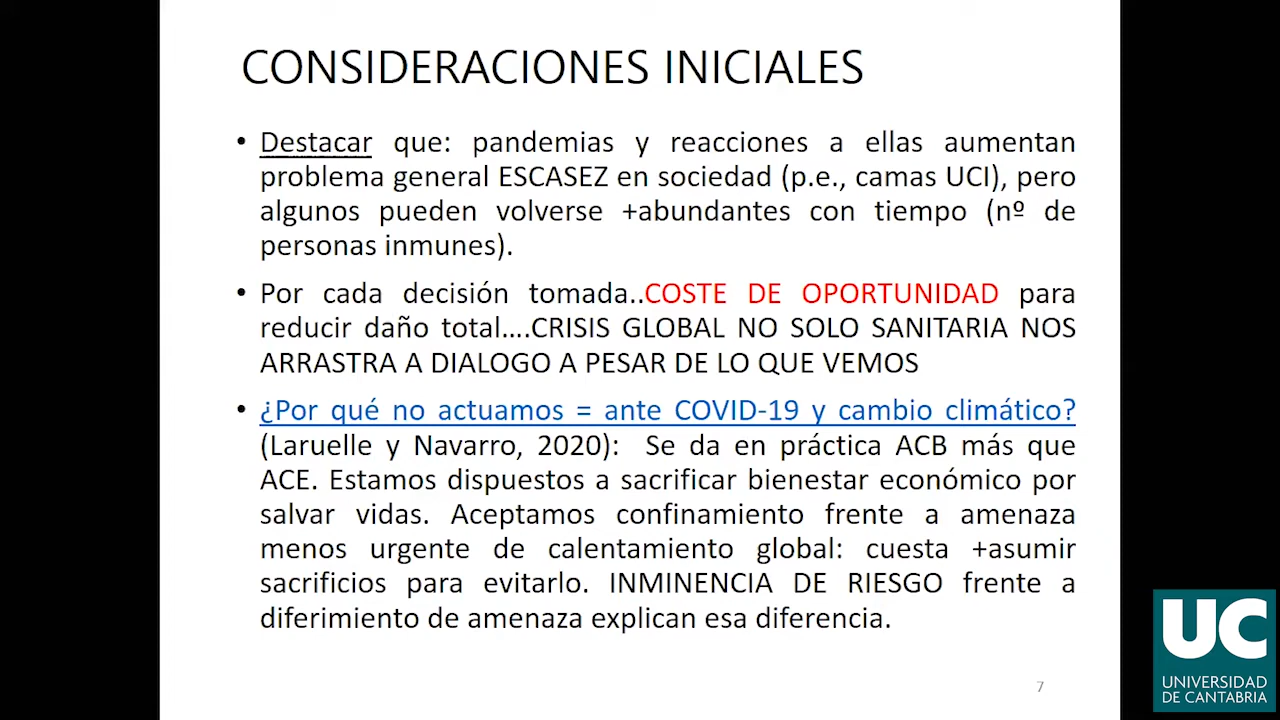 CONSIDERACIONES INICIALES
• Destacar que: pandemias y reacciones a ellas aumentan
problema general ESCASEZ en sociedad (p.e., camas UCI), pero
algunos pueden volverse +abundantes con tiempo (nº de
personas inmunes).
• Por cada decisión tomada..COSTE DE OPORTUNIDAD para
reducir daño total....CRISIS GLOBAL NO SOLO SANITARIA NOS
ARRASTRA A DIALOGO A PESAR DE LO QUE VEMOS
• ¿Por qué no actuamos = ante COVID-19 y cambio climático?
(Laruelle y Navarro, 2020): Se da en práctica ACB más que
ACE. Estamos dispuestos a sacrificar bienestar económico por
salvar vidas. Aceptamos confinamiento frente a amenaza
menos urgente de calentamiento global: cuesta +asumir
sacrificios para evitarlo. INMINENCIA DE RIESGO frente a
diferimiento de amenaza explican esa diferencia.
7
UC
UNIVERSIDAD
DE CANTABRIA